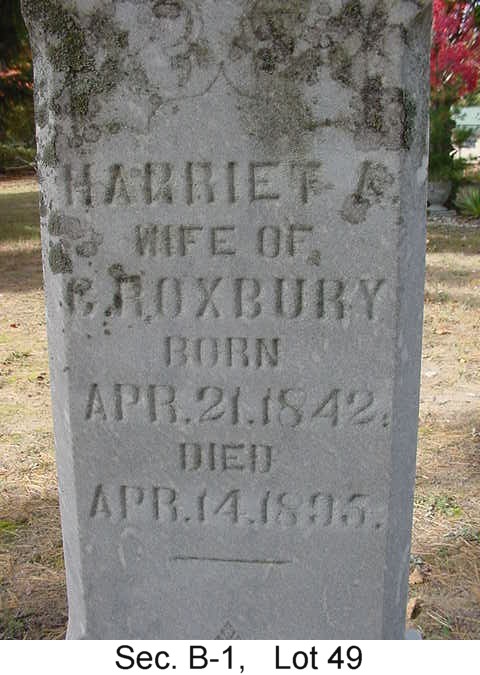 HARRIET A.
WIFE OF
C. ROXBURY
BORN
APR. 21. 1842.
DIED
APR. 14. 1895.
Sec. B-1, Lot 49